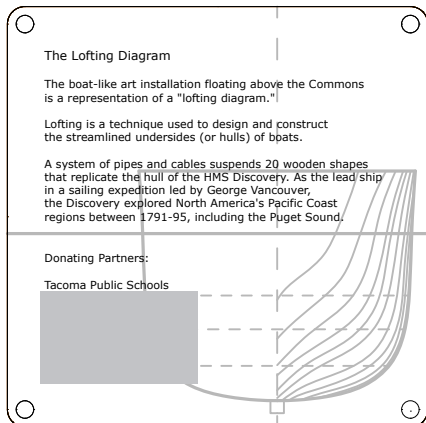 The Lofting Diagram
The boat-like art installation floating above the Commons
is a representation of a "lofting diagram."
Lofting is a technique used to design and construct
the streamlined undersides (or hulls) of boats.
A system of pipes and cables suspends 20 wooden shapes
that replicate the hull of the HMS Discovery. As the lead ship
in a sailing expedition led by George Vancouver,
the Discovery explored North America's Pacific Coast
regions between 1791-95, including the Puget Sound.
Donating Partners:
Tacoma Public Schools